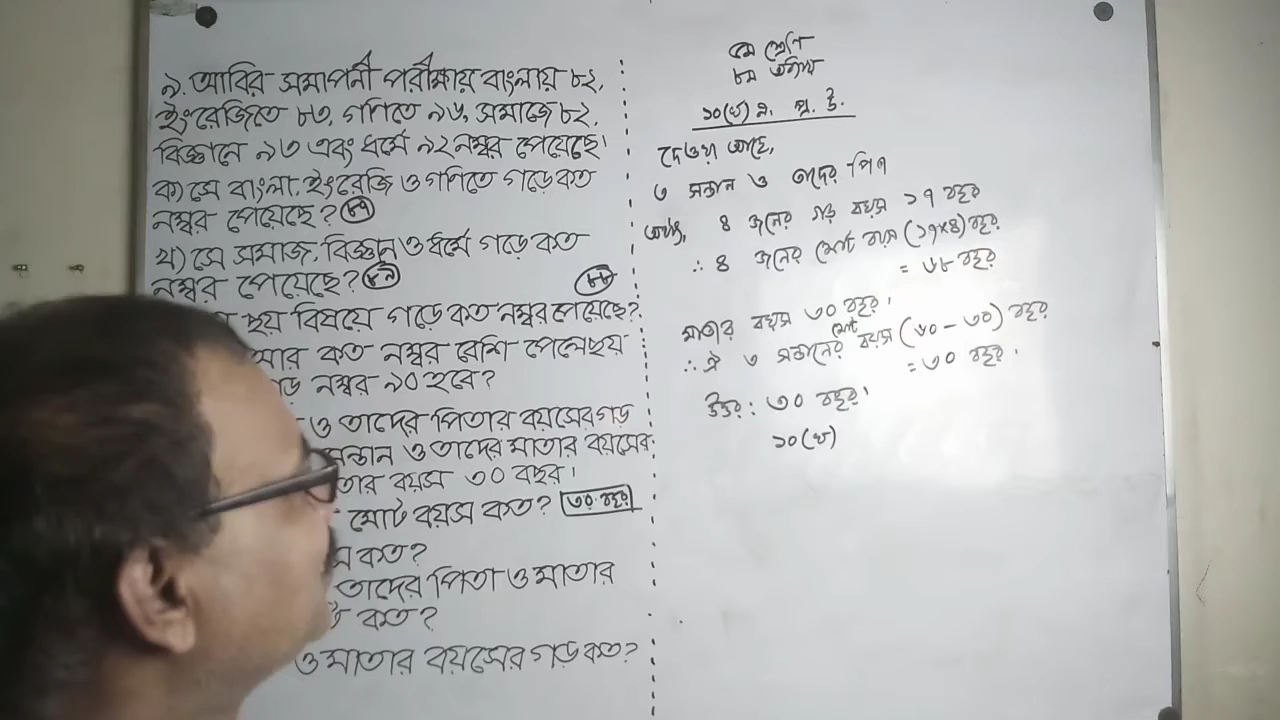 ৯. আবির সমাপনী পরীক্ষায় বাংলায় ৮২,
ইংরেজিতে ৮৩, গণিতে ৯৬, সমাজে ৮২,
বিজ্ঞানে ৯৩ এবং ধর্মে ৯২ নম্বর পেয়েছে।
ক) সে বাংলা, ইংরেজি ও গণিতে গড়ে কত
নম্বর পেয়েছে? ৮৭
খ) সে সমাজ, বিজ্ঞান ও ধর্মে গড়ে কত
নম্বর পেয়েছে? ৮৯
৮৮
ছয় বিষয়ে গড়ে কত নম্বর পেয়েছে?
আর কত নম্বর বেশি পেলে ছয়
নম্বর ৯০ হবে?
ও তাদের পিতার বয়সের গড়
সন্তান ও তাদের মাতার বয়সের
বয়স ৩০ বছর।
মোট বয়স কত? ৩০ বছর
কত?
তাদের পিতা ও মাতার
কত?
ও মাতার বয়সের গড় কত?
৫ম শ্রেণি
৮ম অধ্যায়
১০(খ) ন. প্র. উ.
দেওয়া আছে,
৩ সন্তান ও তাদের পিতা
৪ জনের গড় বয়স ১৭ বছর
∴ ৪ জনের মোট বয়স (১৭×৪) বছর
= ৬৮ বছর
মাতার বয়স ৩০ বছর।
∴ ঐ ৩ সন্তানের মোট বয়স (৬০ – ৩০) বছর
= ৩০ বছর।
উত্তর: ৩০ বছর।
১০(খ)